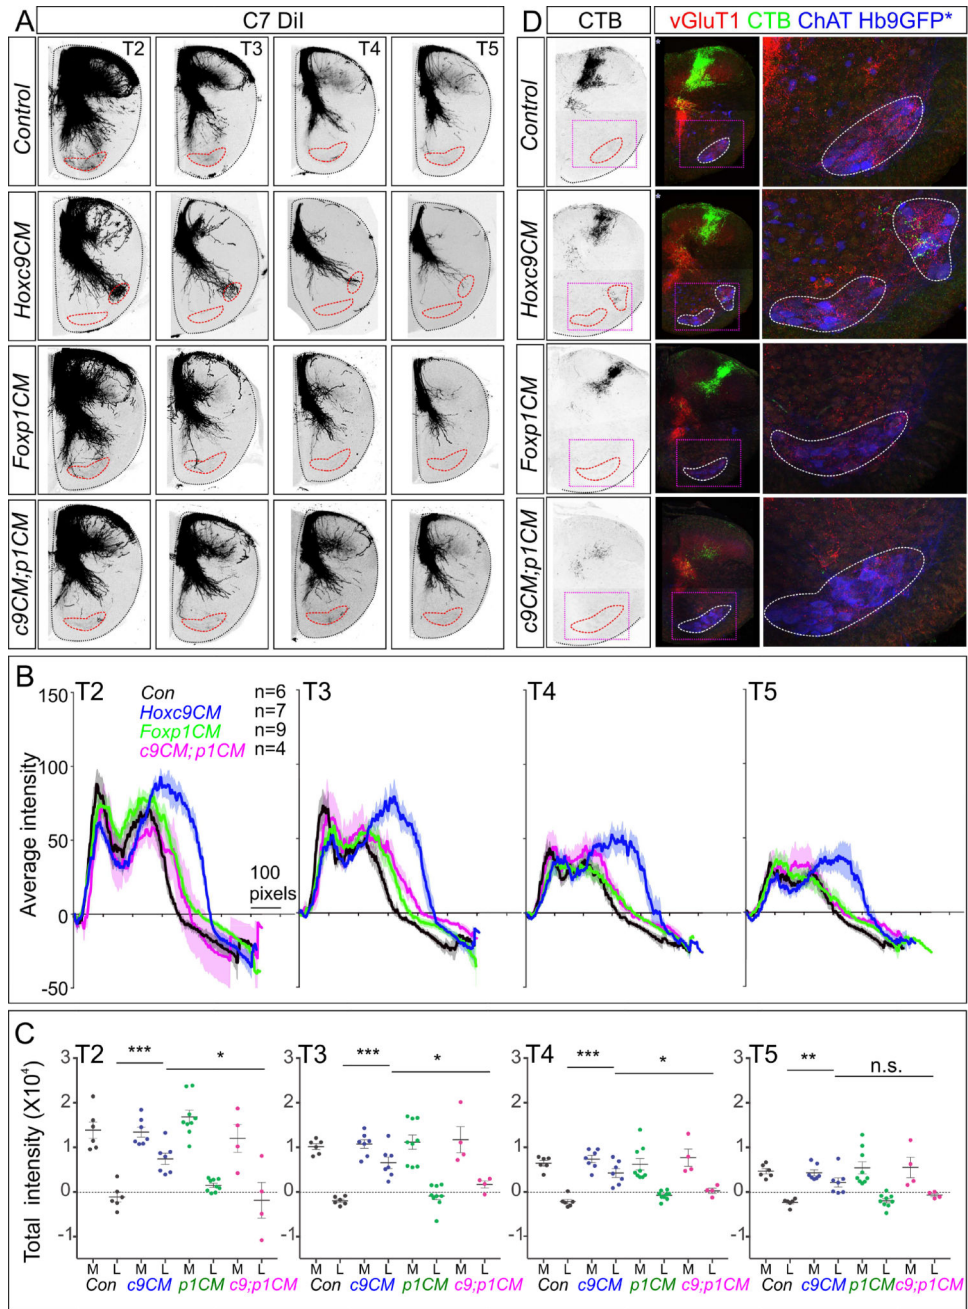 A
C7 DiI
T2
T3
T4
T5
Control
Hoxc9CM
Foxp1CM
c9CM;p1CM
D
CTB
vGluT1 CTB ChAT Hb9GFP*
*
*
Control
Hoxc9CM
Foxp1CM
c9CM;p1CM
B
T2
T3
T4
T5
Con n=6
Hoxc9CM n=7
Foxp1CM n=9
c9CM;p1CM n=4
Average intensity
150
100
50
0
-50
100
pixels
C
T2
T3
T4
T5
*** *
*** *
*** *
** n.s.
Total intensity (X10⁴)
3
2
1
0
-1
3
2
1
0
-1
3
2
1
0
-1
3
2
1
0
-1
M L M L M L M L
M L M L M L M L
M L M L M L M L
M L M L M L M L
Con c9CM p1CM c9;p1CM
Con c9CM p1CM c9;p1CM
Con c9CM p1CM c9;p1CM
Con c9CM p1CM c9;p1CM